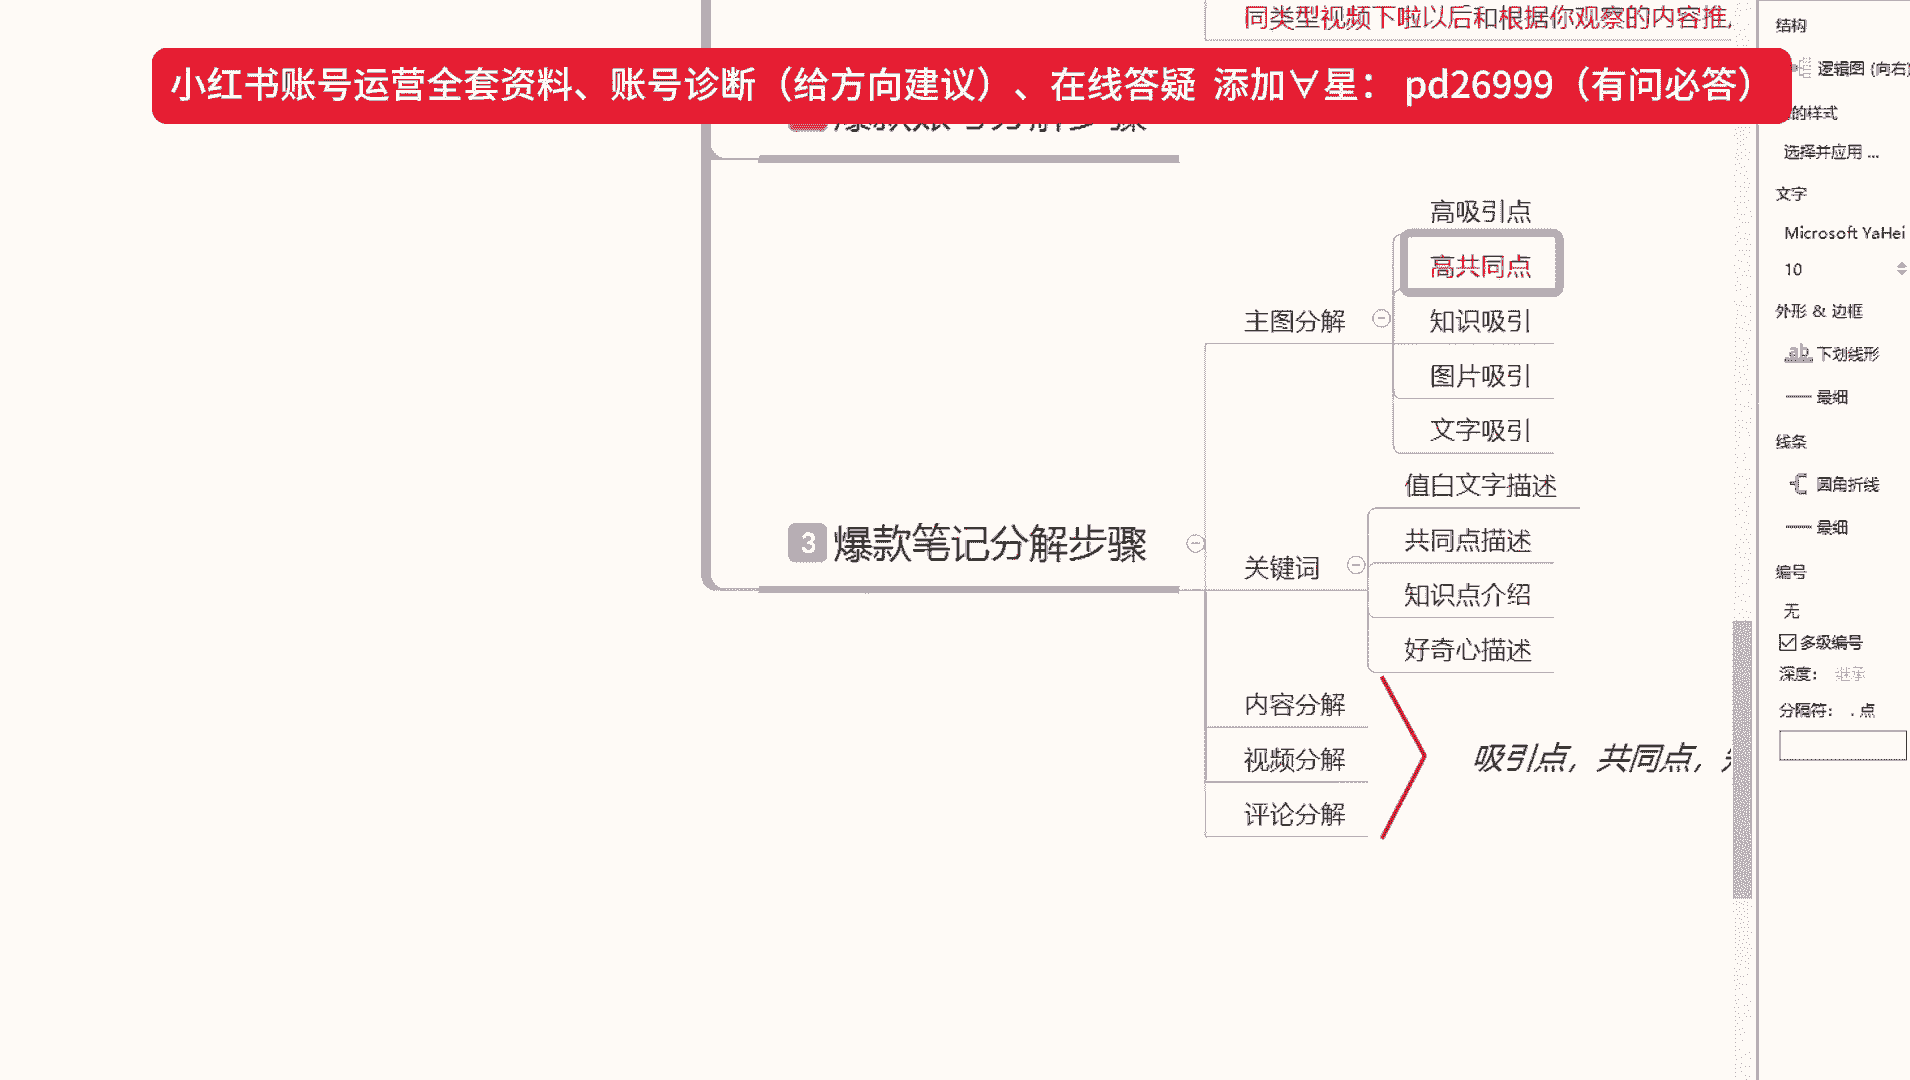 同类型视频下啦以后和根据你观察的内容推
小红书账号运营全套资料、账号诊断（给方向建议）、在线答疑 添加∀星： pd26999（有问必答）
爆款账号分解步骤
高吸引点
高共同点
主图分解
知识吸引
图片吸引
文字吸引
3 爆款笔记分解步骤
关键词
值白文字描述
共同点描述
知识点介绍
好奇心描述
内容分解
视频分解
评论分解
吸引点，共同点，
结构
逻辑图 (向右)
的样式
选择并应用 ...
文字
Microsoft YaHei
10
外形 & 边框
下划线形
最细
线条
圆角折线
最细
编号
无
多级编号
深度： 继承
分隔符： . 点